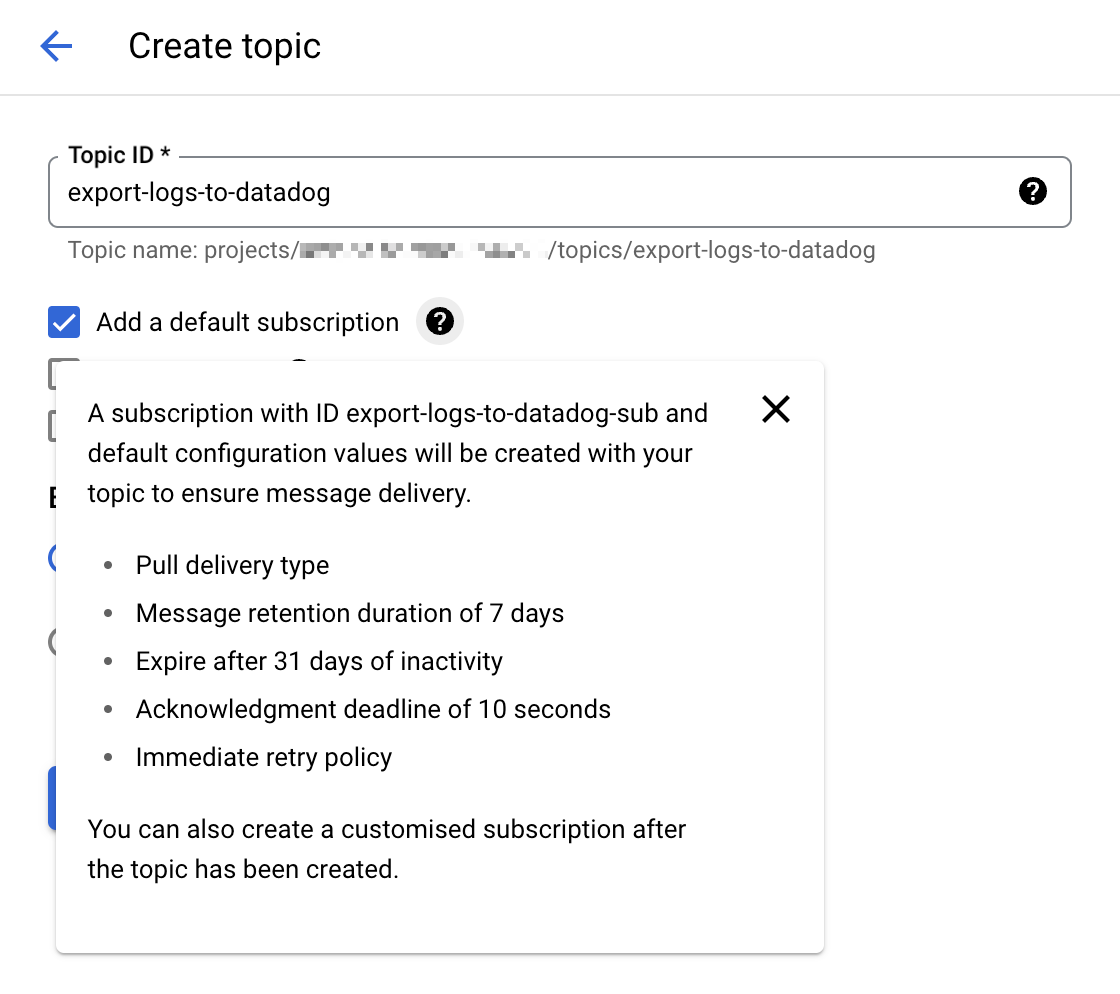 Create topic
Topic ID *
export-logs-to-datadog
Topic name: projects/ /topics/export-logs-to-datadog
Add a default subscription
A subscription with ID export-logs-to-datadog-sub and
default configuration values will be created with your
topic to ensure message delivery.
• Pull delivery type
• Message retention duration of 7 days
• Expire after 31 days of inactivity
• Acknowledgment deadline of 10 seconds
• Immediate retry policy
You can also create a customised subscription after
the topic has been created.